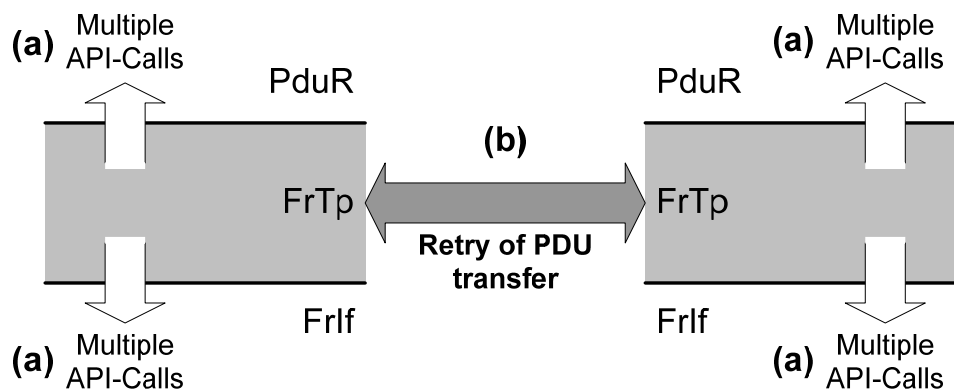 (a) Multiple
API-Calls
PduR
(a) Multiple
API-Calls
PduR
(b)
FrTp
FrTp
Retry of PDU
transfer
FrIf
FrIf
(a) Multiple
API-Calls
(a) Multiple
API-Calls